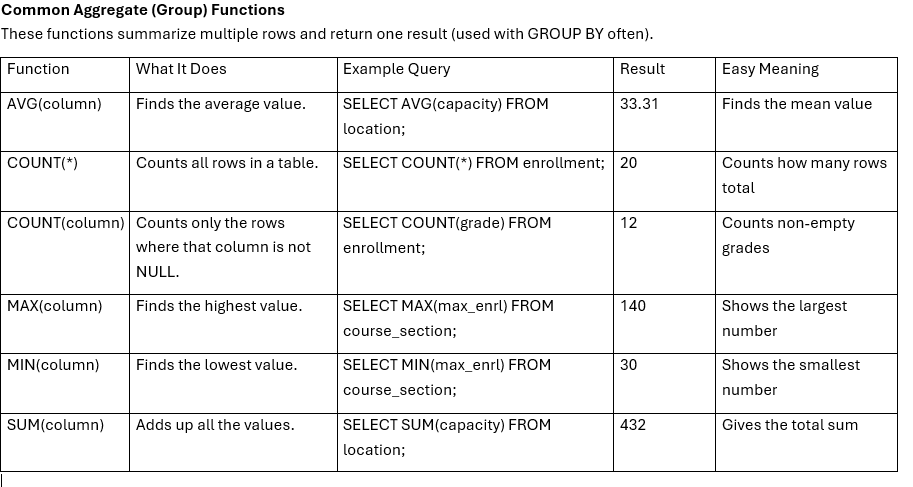 Common Aggregate (Group) Functions
These functions summarize multiple rows and return one result (used with GROUP BY often).
Function What It Does Example Query Result Easy Meaning
AVG(column) Finds the average value. SELECT AVG(capacity) FROM 33.31 Finds the mean value
location;
COUNT(*) Counts all rows in a table. SELECT COUNT(*) FROM enrollment; 20 Counts how many rows
total
COUNT(column) Counts only the rows SELECT COUNT(grade) FROM 12 Counts non-empty
where that column is not enrollment; grades
NULL.
MAX(column) Finds the highest value. SELECT MAX(max_enrl) FROM 140 Shows the largest
course_section; number
MIN(column) Finds the lowest value. SELECT MIN(max_enrl) FROM 30 Shows the smallest
course_section; number
SUM(column) Adds up all the values. SELECT SUM(capacity) FROM 432 Gives the total sum
location;